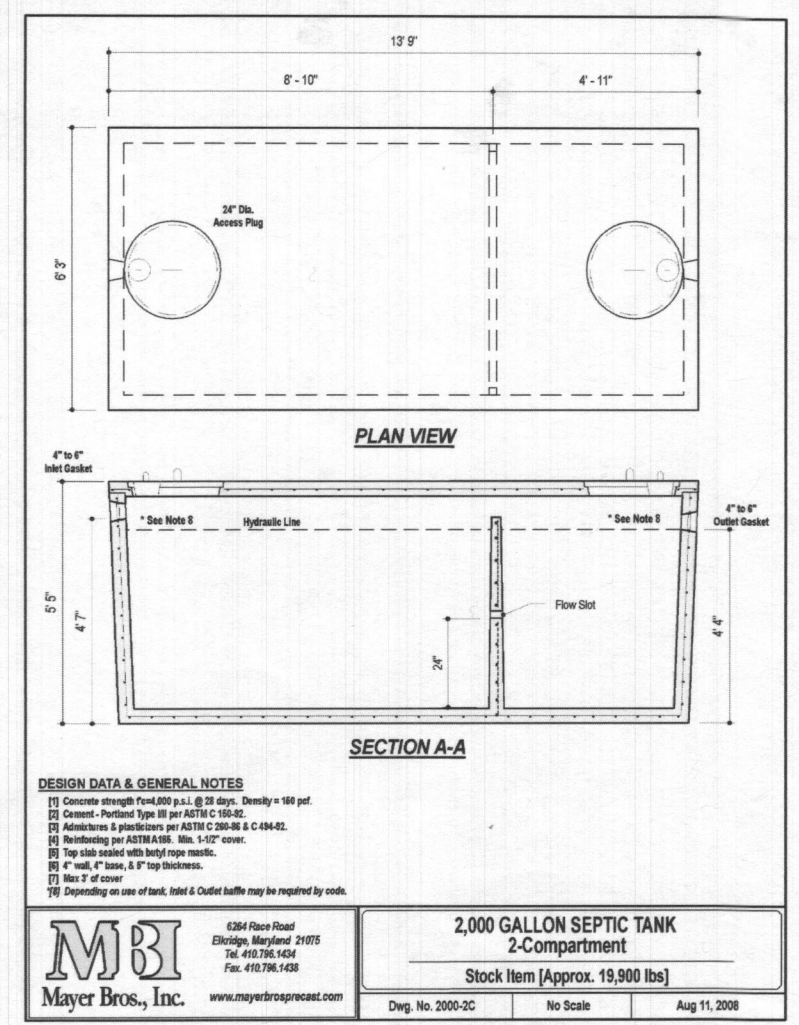 13' 9"
8' - 10"
4' - 11"
24" Dia.
Access Plug
6' 3"
PLAN VIEW
4" to 6"
Inlet Gasket
* See Note 8
Hydraulic Line
* See Note 8
4" to 6"
Outlet Gasket
5' 5"
4' 7"
Flow Slot
24"
4' 4"
SECTION A-A
DESIGN DATA & GENERAL NOTES
[1] Concrete strength f'c=4,000 p.s.i. @ 28 days. Density = 150 pcf.
[2] Cement - Portland Type I/II per ASTM C 150-92.
[3] Admixtures & plasticizers per ASTM C 260-86 & C 494-92.
[4] Reinforcing per ASTM A185. Min. 1-1/2" cover.
[5] Top slab sealed with butyl rope mastic.
[6] 4" wall, 4" base, & 5" top thickness.
[7] Max 3' of cover
*[8] Depending on use of tank, Inlet & Outlet baffle may be required by code.
MBI
Mayer Bros., Inc.
6264 Race Road
Elkridge, Maryland 21075
Tel. 410.796.1434
Fax. 410.796.1438
www.mayerbrosprecast.com
2,000 GALLON SEPTIC TANK
2-Compartment
Stock Item [Approx. 19,900 lbs]
Dwg. No. 2000-2C
No Scale
Aug 11, 2008